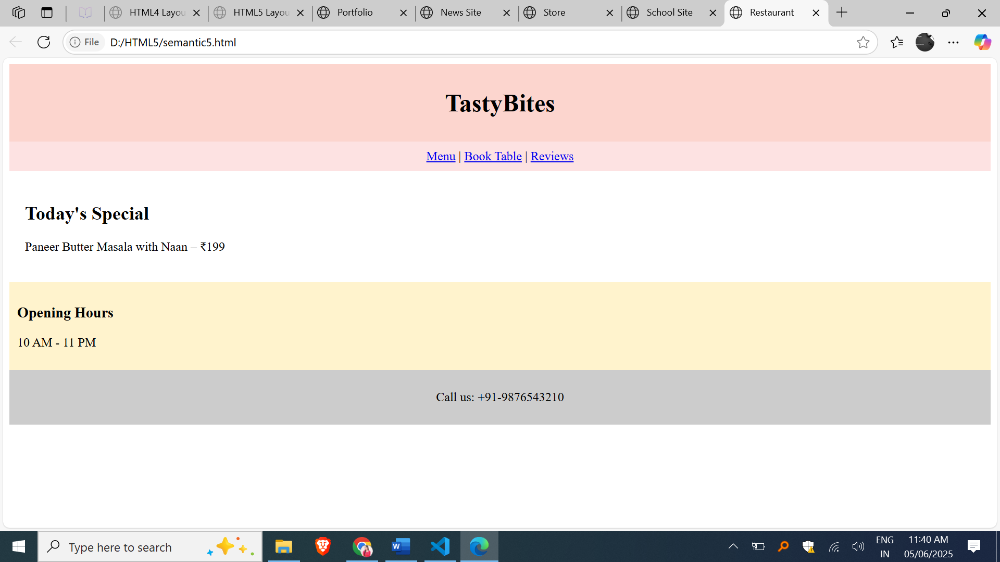 HTML4 Layou
HTML5 Layou
Portfolio
News Site
Store
School Site
Restaurant
File
D:/HTML5/semantic5.html
TastyBites
Menu | Book Table | Reviews
Today's Special
Paneer Butter Masala with Naan – ₹199
Opening Hours
10 AM - 11 PM
Call us: +91-9876543210
Type here to search
ENG
IN
11:40 AM
05/06/2025